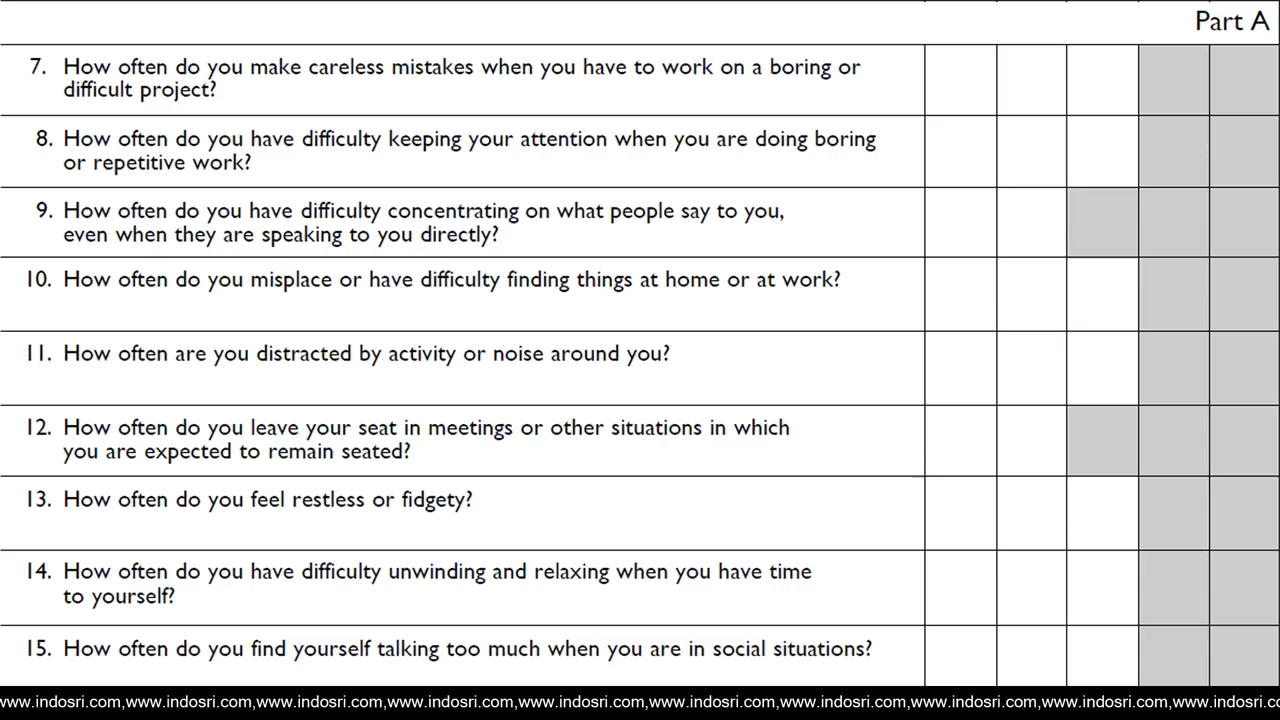 Part A
7. How often do you make careless mistakes when you have to work on a boring or
difficult project?
8. How often do you have difficulty keeping your attention when you are doing boring
or repetitive work?
9. How often do you have difficulty concentrating on what people say to you,
even when they are speaking to you directly?
10. How often do you misplace or have difficulty finding things at home or at work?
11. How often are you distracted by activity or noise around you?
12. How often do you leave your seat in meetings or other situations in which
you are expected to remain seated?
13. How often do you feel restless or fidgety?
14. How often do you have difficulty unwinding and relaxing when you have time
to yourself?
15. How often do you find yourself talking too much when you are in social situations?
www.indosri.com,www.indosri.com,www.indosri.com,www.indosri.com,www.indosri.com,www.indosri.com,www.indosri.com,www.indosri.com,www.indosri.com,www.indosri.c